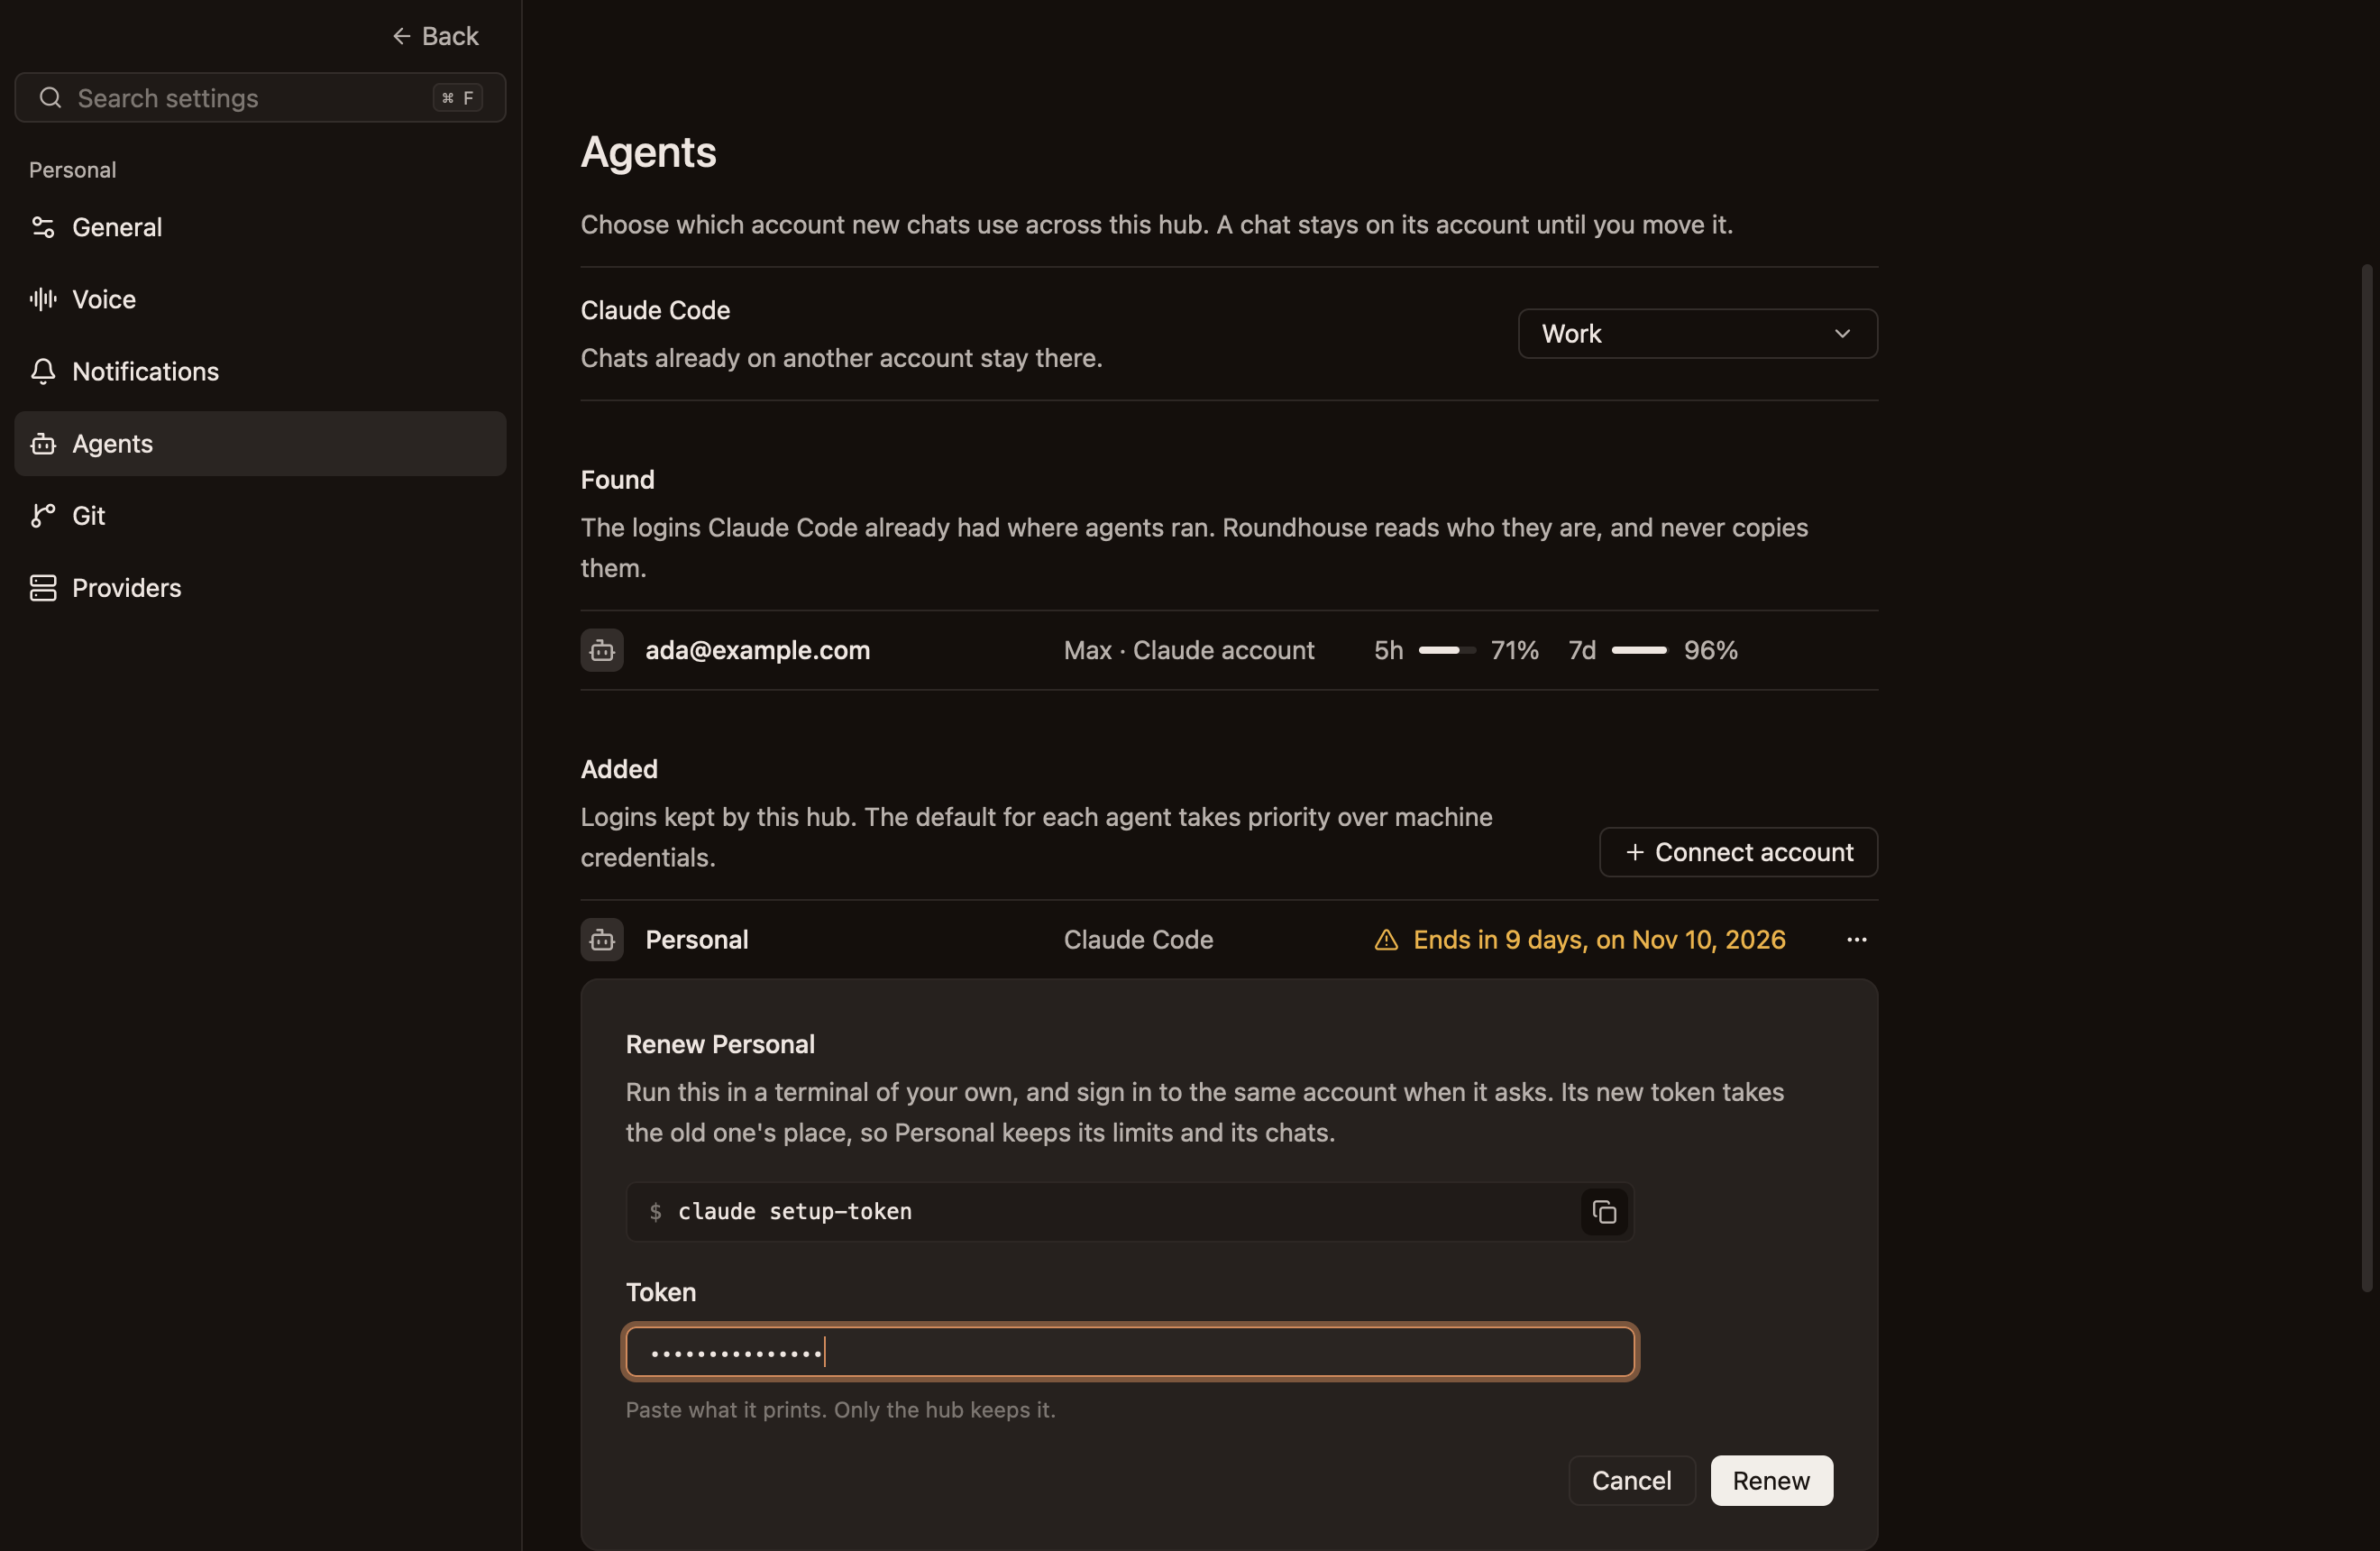 Back
Search settings
⌘ F
Personal
General
Voice
Notifications
Agents
Git
Providers
Agents
Choose which account new chats use across this hub. A chat stays on its account until you move it.
Claude Code
Chats already on another account stay there.
Work
Found
The logins Claude Code already had where agents ran. Roundhouse reads who they are, and never copies
them.
ada@example.com
Max · Claude account
5h 71% 7d 96%
Added
Logins kept by this hub. The default for each agent takes priority over machine
credentials.
+ Connect account
Personal
Claude Code
Ends in 9 days, on Nov 10, 2026
Renew Personal
Run this in a terminal of your own, and sign in to the same account when it asks. Its new token takes
the old one's place, so Personal keeps its limits and its chats.
$ claude setup-token
Token
•••••••••••••••
Paste what it prints. Only the hub keeps it.
Cancel
Renew